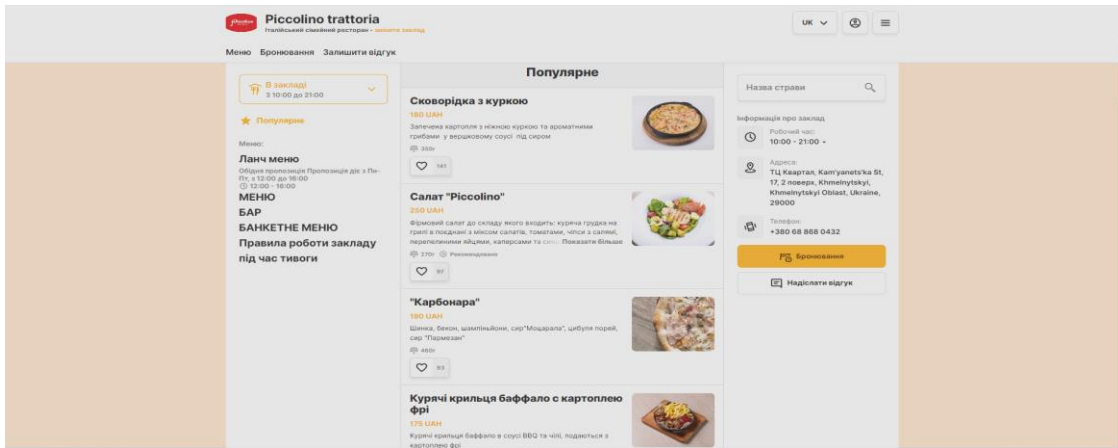 Piccolino trattoria
Італійський сімейний ресторан • змінити заклад
UK
Меню Бронювання Залишити відгук
В закладі
З 10:00 до 21:00
Популярне
Меню:
Ланч меню
Обідня пропозиція Пропозиція діє з Пн-
Пт, з 12:00 до 16:00
12:00 - 16:00
МЕНЮ
БАР
БАНКЕТНЕ МЕНЮ
Правила роботи закладу
під час тивоги
Популярне
Сковорідка з куркою
180 UAH
Запечена картопля з ніжною куркою та ароматними
грибами у вершковому соусі під сиром
350г
141
Салат "Piccolino"
250 UAH
Фірмовий салат до складу якого входить: куряча грудка на
грилі в поєднані з міксом салатів, томатами, чіпси з салямі,
перепелиними яйцями, каперсами та Показати більше
270г Рекомендовано
97
"Карбонара"
180 UAH
Шинка, бекон, шампіньйони, сир"Моцарала", цибуля порей,
сир "Пармезан"
460г
93
Курячі крильця баффало с картоплею
фрі
175 UAH
Курячі крильця баффало в соусі BBQ та чілі, подаються з
картоплею фрі
Назва страви
Інформація про заклад
Робочий час:
10:00 - 21:00
Адреса:
ТЦ Квартал, Kam'yanets'ka St,
17, 2 поверх, Khmelnytskyi,
Khmelnytskyi Oblast, Ukraine,
29000
Телефон:
+380 68 868 0432
Бронювання
Надіслати відгук